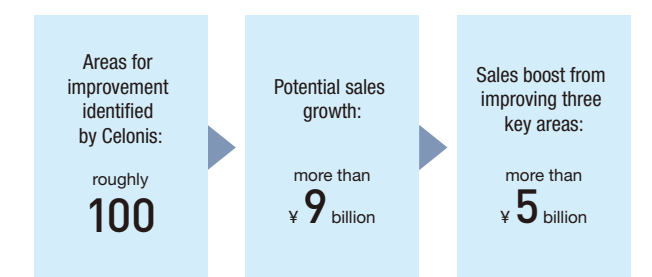 Areas for
improvement
identified
by Celonis:
roughly
100
Potential sales
growth:
more than
¥ 9 billion
Sales boost from
improving three
key areas:
more than
¥ 5 billion